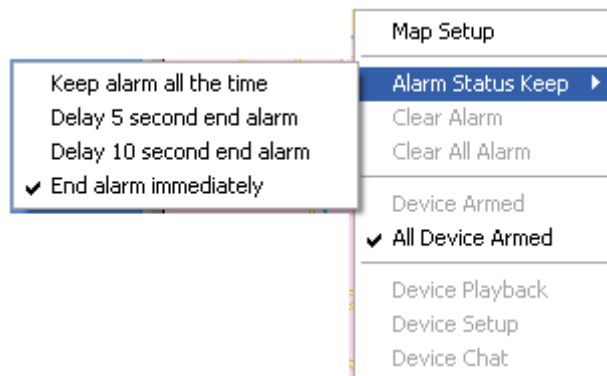 Map Setup
Alarm Status Keep
Keep alarm all the time
Delay 5 second end alarm
Delay 10 second end alarm
End alarm immediately
Clear Alarm
Clear All Alarm
Device Armed
All Device Armed
Device Playback
Device Setup
Device Chat